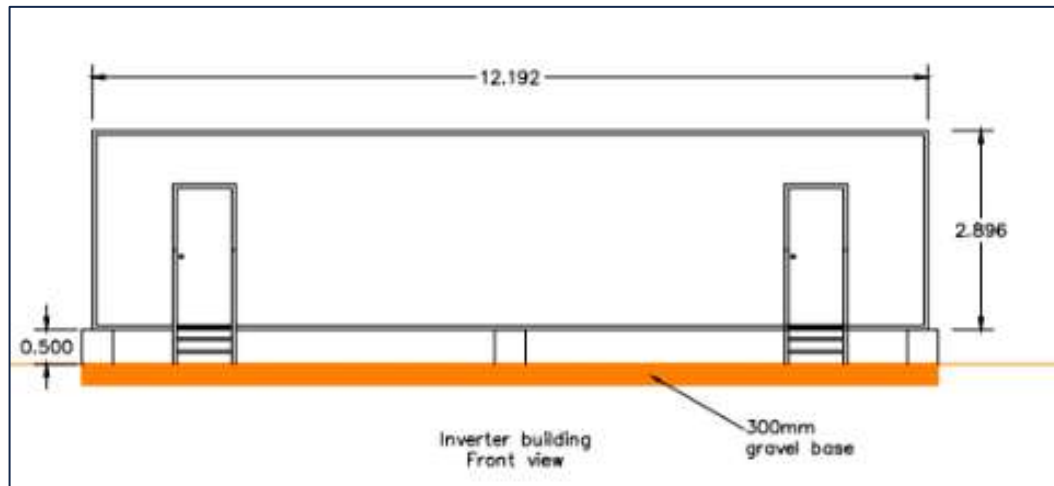 12.192
2.896
0.500
300mm
gravel base
Inverter building
Front view